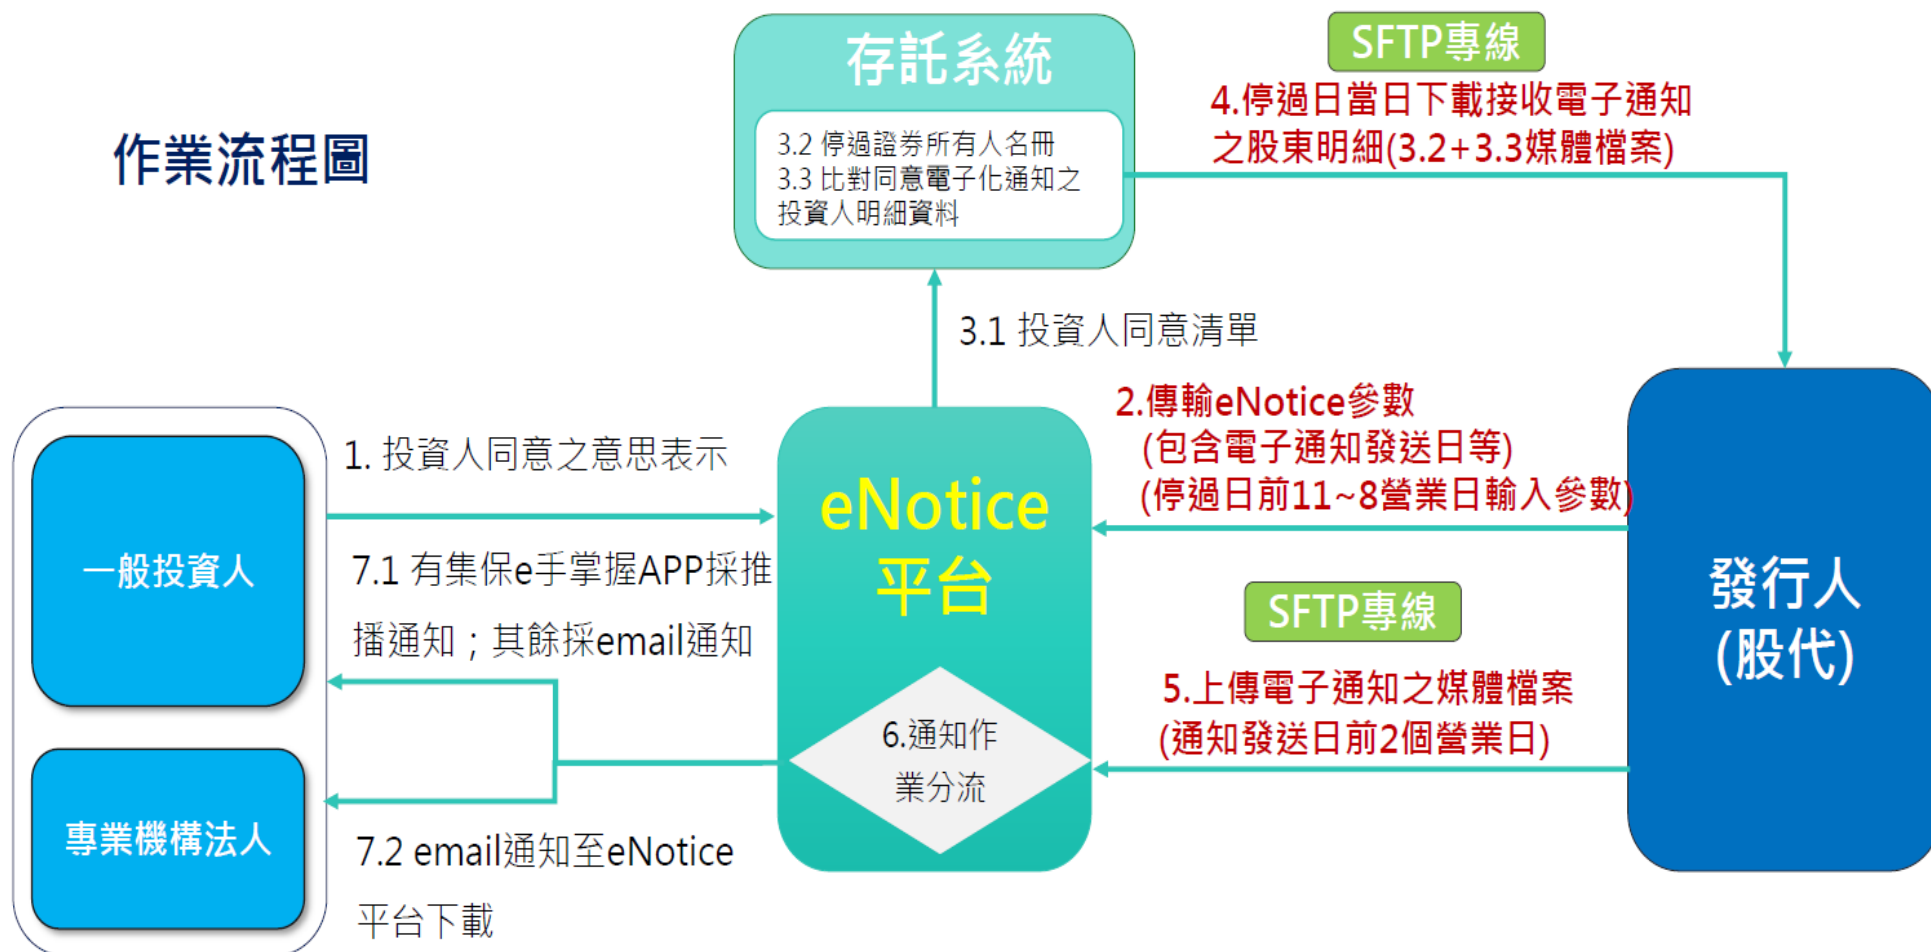 作業流程圖
存託系統
3.2 停過證券所有人名冊
3.3 比對同意電子化通知之
投資人明細資料
SFTP專線
4.停過日當日下載接收電子通知
之股東明細(3.2+3.3媒體檔案)
3.1 投資人同意清單
2.傳輸eNotice參數
(包含電子通知發送日等)
(停過日前11~8營業日輸入參數)
1. 投資人同意之意思表示
eNotice
平台
一般投資人
7.1 有集保e手掌握APP採推
播通知；其餘採email通知
發行人
(股代)
SFTP專線
5.上傳電子通知之媒體檔案
(通知發送日前2個營業日)
6.通知作
業分流
專業機構法人
7.2 email通知至eNotice
平台下載